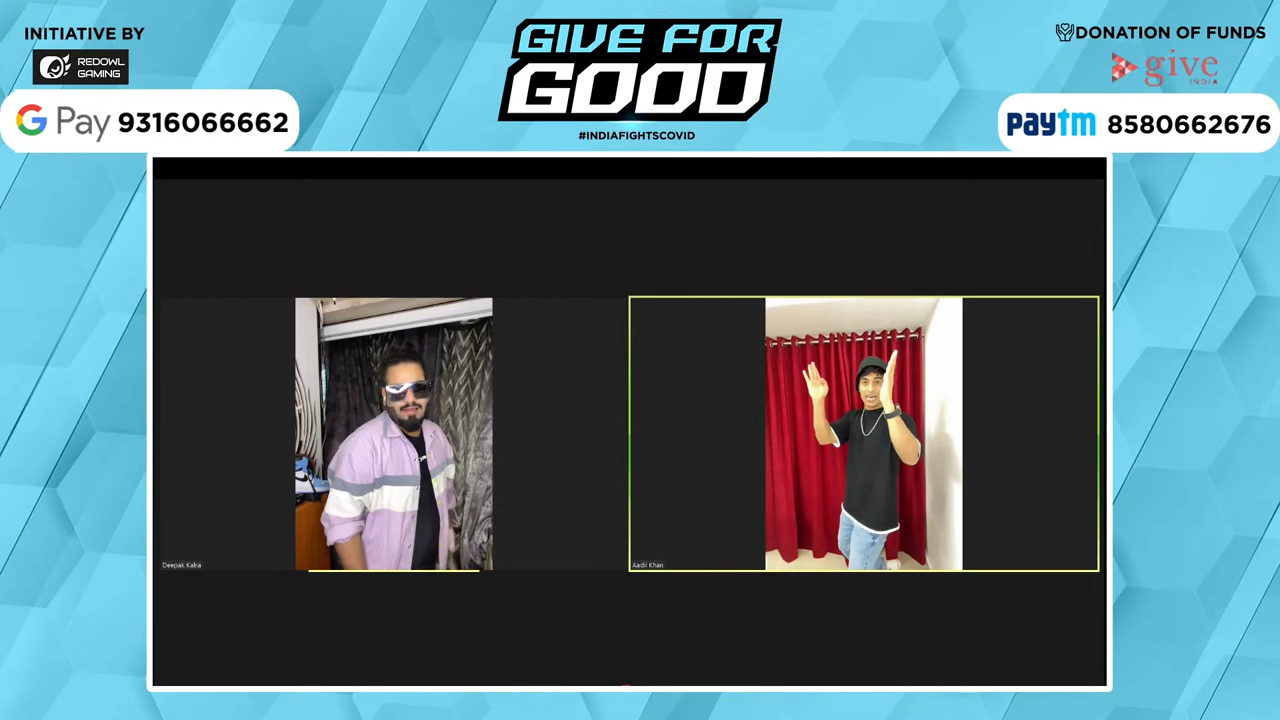 INITIATIVE BY
REDOWL
GAMING
G Pay 9316066662
GIVE FOR
GOOD
#INDIAFIGHTSCOVID
DONATION OF FUNDS
give
INDIA
paytm 8580662676
Deepak Kalra
Aadil Khan